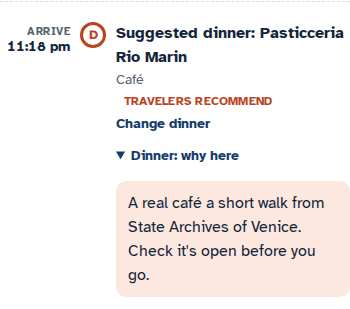 ARRIVE
11:18 pm
D
Suggested dinner: Pasticceria
Rio Marin
Café
TRAVELERS RECOMMEND
Change dinner
▼ Dinner: why here
A real café a short walk from
State Archives of Venice.
Check it's open before you
go.